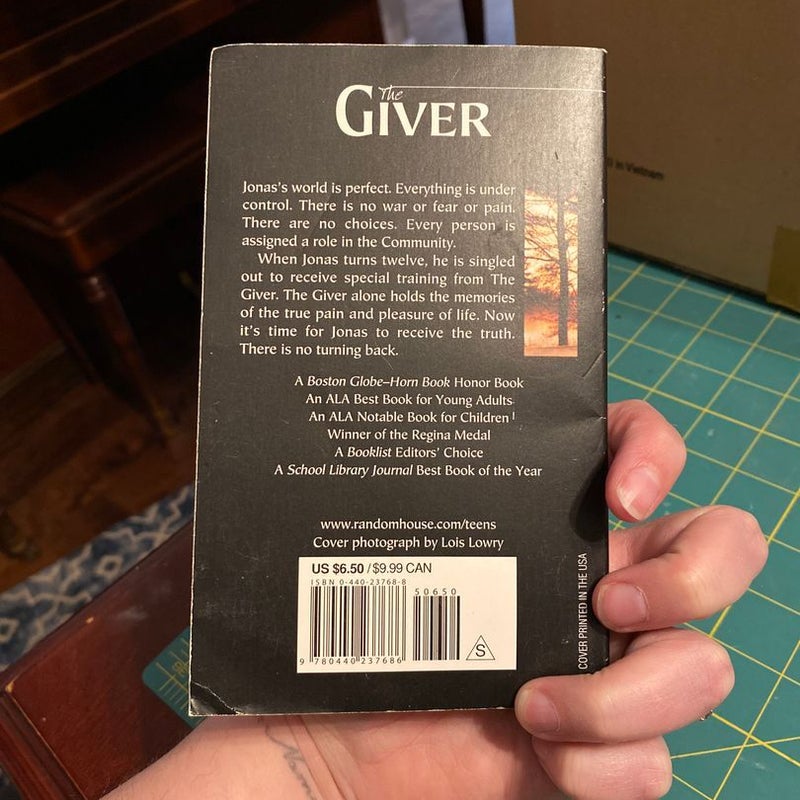 The
GIVER
Jonas's world is perfect. Everything is under
control. There is no war or fear or pain.
There are no choices. Every person is
assigned a role in the Community.
When Jonas turns twelve, he is singled
out to receive special training from The
Giver. The Giver alone holds the memories
of the true pain and pleasure of life. Now
it's time for Jonas to receive the truth.
There is no turning back.
A Boston Globe–Horn Book Honor Book
An ALA Best Book for Young Adults
An ALA Notable Book for Children
Winner of the Regina Medal
A Booklist Editors' Choice
A School Library Journal Best Book of the Year
www.randomhouse.com/teens
Cover photograph by Lois Lowry
US $6.50 / $9.99 CAN
ISBN 0-440-23768-8
50650
9 780440 237686
S
COVER PRINTED IN THE USA
in Vietnam